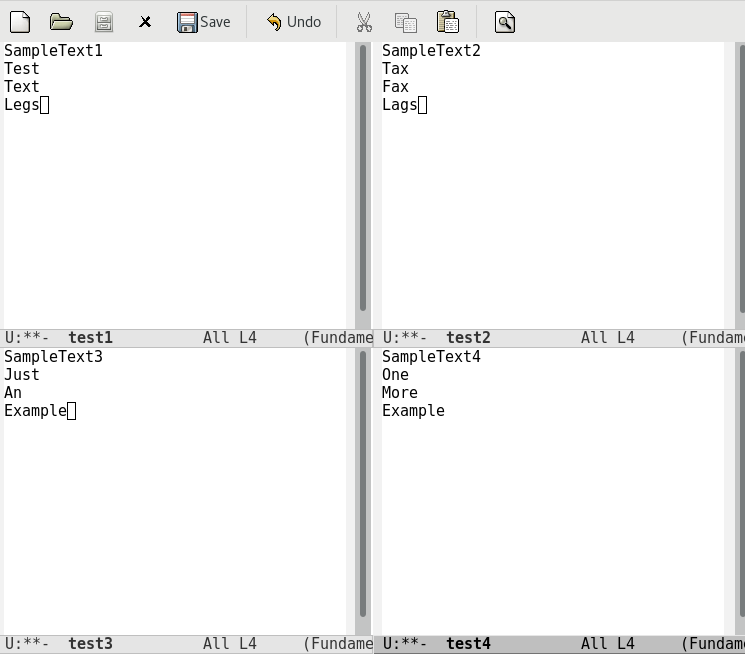 Save Undo
SampleText1
Test
Text
Legs
U:**- test1 All L4 (Fundame
SampleText2
Tax
Fax
Lags
U:**- test2 All L4 (Fundame
SampleText3
Just
An
Example
U:**- test3 All L4 (Fundame
SampleText4
One
More
Example
U:**- test4 All L4 (Fundame